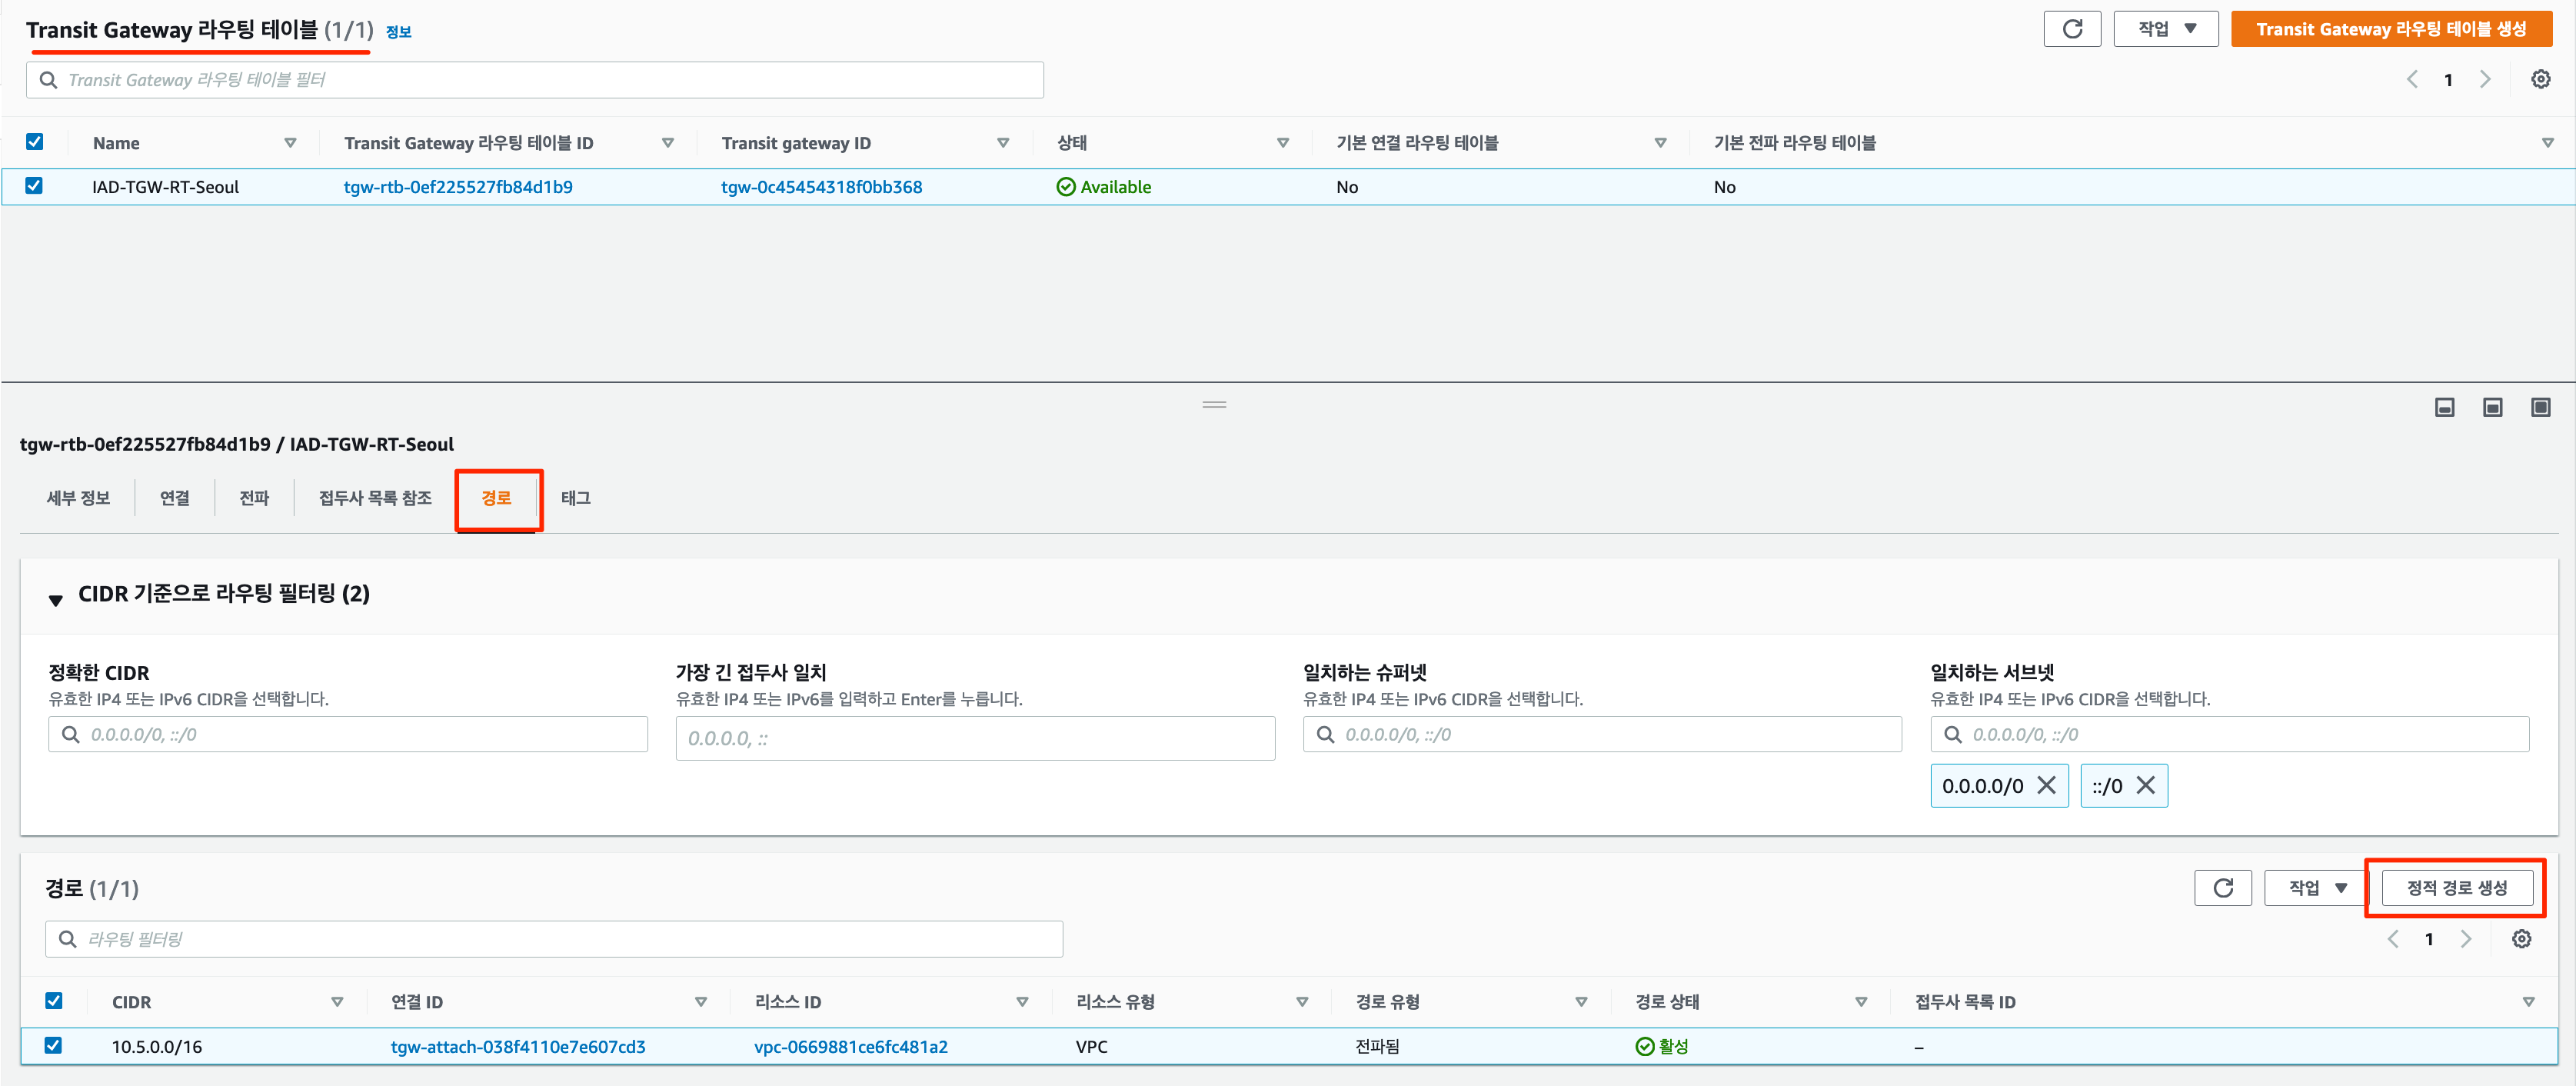 Transit Gateway 라우팅 테이블 (1/1) 정보
작업
Transit Gateway 라우팅 테이블 생성
Transit Gateway 라우팅 테이블 필터
1
Name Transit Gateway 라우팅 테이블 ID Transit gateway ID 상태 기본 연결 라우팅 테이블 기본 전파 라우팅 테이블
IAD-TGW-RT-Seoul tgw-rtb-0ef225527fb84d1b9 tgw-0c45454318f0bb368 Available No No
tgw-rtb-0ef225527fb84d1b9 / IAD-TGW-RT-Seoul
세부 정보 연결 전파 접두사 목록 참조 경로 태그
CIDR 기준으로 라우팅 필터링 (2)
정확한 CIDR 가장 긴 접두사 일치 일치하는 슈퍼넷 일치하는 서브넷
유효한 IP4 또는 IPv6 CIDR을 선택합니다. 유효한 IP4 또는 IPv6를 입력하고 Enter를 누릅니다. 유효한 IP4 또는 IPv6 CIDR을 선택합니다. 유효한 IP4 또는 IPv6 CIDR을 선택합니다.
0.0.0.0/0, ::/0 0.0.0.0, :: 0.0.0.0/0, ::/0 0.0.0.0/0, ::/0
0.0.0.0/0 ::/0
경로 (1/1)
작업
정적 경로 생성
라우팅 필터링
1
CIDR 연결 ID 리소스 ID 리소스 유형 경로 유형 경로 상태 접두사 목록 ID
10.5.0.0/16 tgw-attach-038f4110e7e607cd3 vpc-0669881ce6fc481a2 VPC 전파됨 활성 –